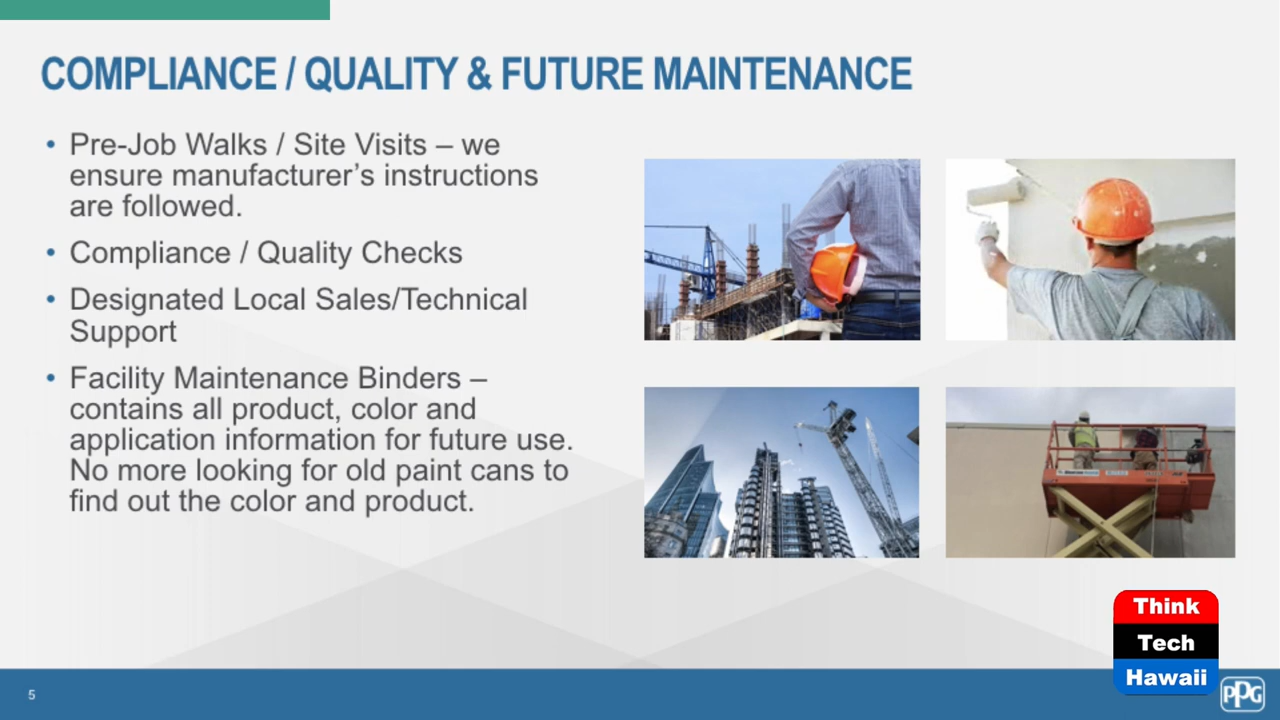 COMPLIANCE / QUALITY & FUTURE MAINTENANCE
• Pre-Job Walks / Site Visits – we
ensure manufacturer’s instructions
are followed.
• Compliance / Quality Checks
• Designated Local Sales/Technical
Support
• Facility Maintenance Binders –
contains all product, color and
application information for future use.
No more looking for old paint cans to
find out the color and product.
Think
Tech
Hawaii
5
PPG